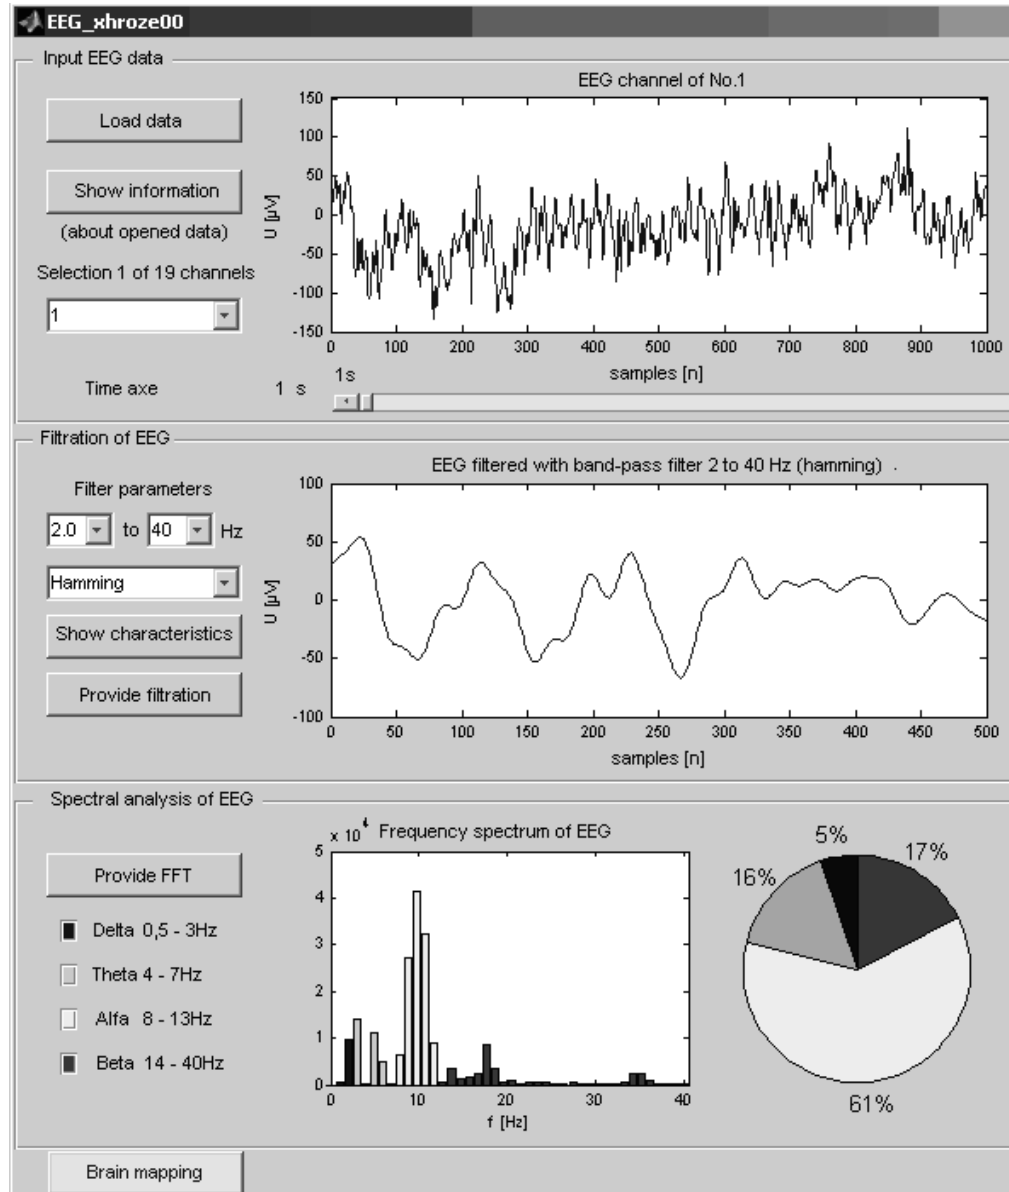 EEG_xhroze00
Input EEG data
Load data
Show information
(about opened data)
Selection 1 of 19 channels
1
Time axe
1 s
EEG channel of No.1
150
100
50
0
-50
-100
-150
U [µV]
0 100 200 300 400 500 600 700 800 900 1000
samples [n]
1s
Filtration of EEG
Filter parameters
2.0 to 40 Hz
Hamming
Show characteristics
Provide filtration
EEG filtered with band-pass filter 2 to 40 Hz (hamming) .
100
50
0
-50
-100
U [µV]
0 50 100 150 200 250 300 350 400 450 500
samples [n]
Spectral analysis of EEG
Provide FFT
Delta 0,5 - 3Hz
Theta 4 - 7Hz
Alfa 8 - 13Hz
Beta 14 - 40Hz
x 10^4 Frequency spectrum of EEG
5
4
3
2
1
0
0 10 20 30 40
f [Hz]
5%
17%
16%
61%
Brain mapping